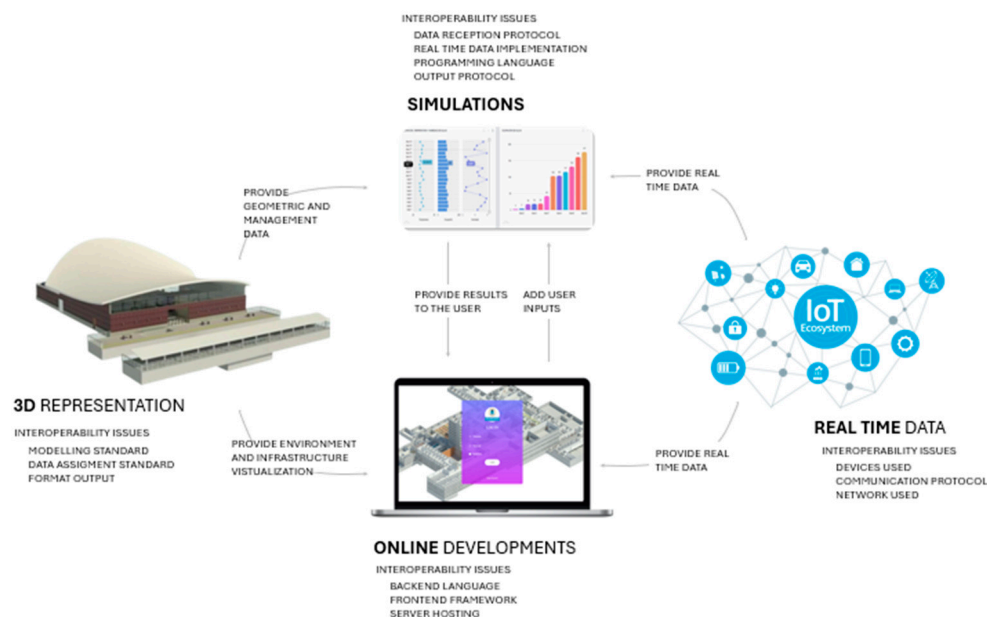 INTEROPERABILITY ISSUES
DATA RECEPTION PROTOCOL
REAL TIME DATA IMPLEMENTATION
PROGRAMMING LANGUAGE
OUTPUT PROTOCOL
SIMULATIONS
PROVIDE
GEOMETRIC AND
MANAGEMENT
DATA
PROVIDE REAL
TIME DATA
PROVIDE RESULTS
TO THE USER
ADD USER
INPUTS
IoT
Ecosystem
3D REPRESENTATION
INTEROPERABILITY ISSUES
MODELLING STANDARD
DATA ASSIGMENT STANDARD
FORMAT OUTPUT
PROVIDE ENVIRONMENT
AND INFRASTRUCTURE
VISTUALIZATION
PROVIDE REAL
TIME DATA
REAL TIME DATA
INTEROPERABILITY ISSUES
DEVICES USED
COMMUNICATION PROTOCOL
NETWORK USED
ONLINE DEVELOPMENTS
INTEROPERABILITY ISSUES
BACKEND LANGUAGE
FRONTEND FRAMEWORK
SERVER HOSTING